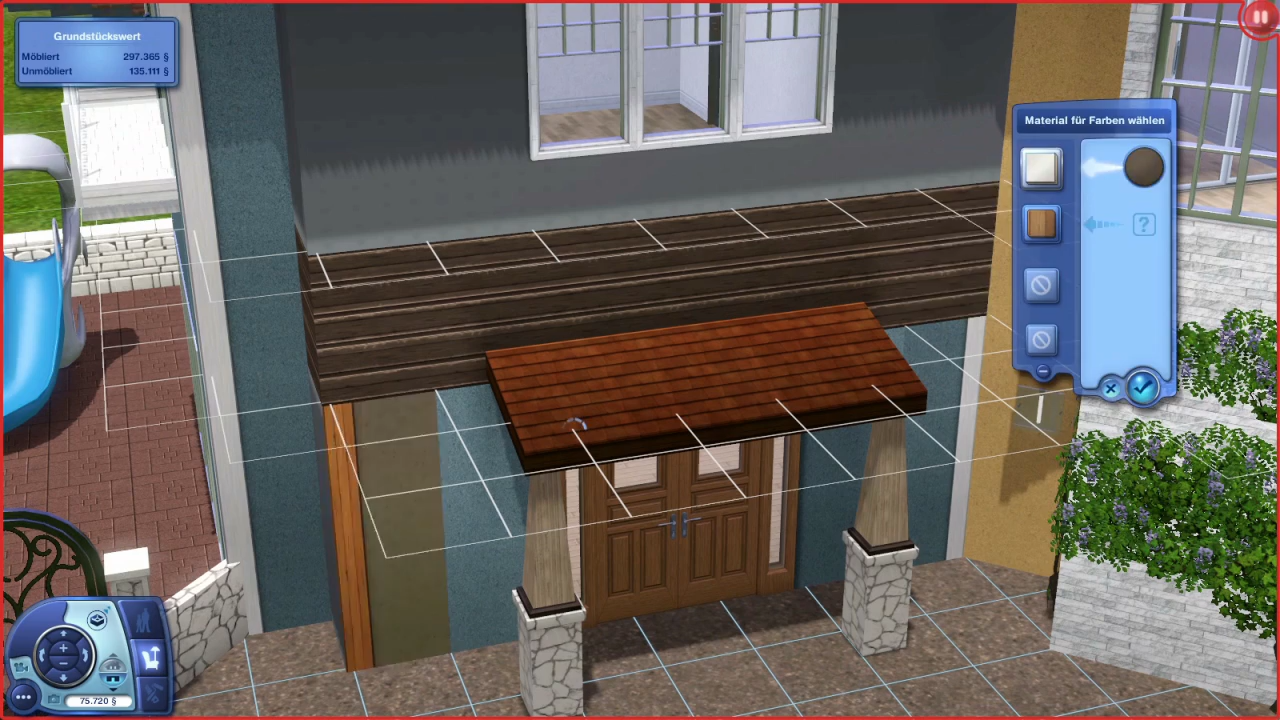 Grundstückswert
Möbliert 297.365 §
Unmöbliert 135.111 §
Material für Farben wählen
?
75.720 §